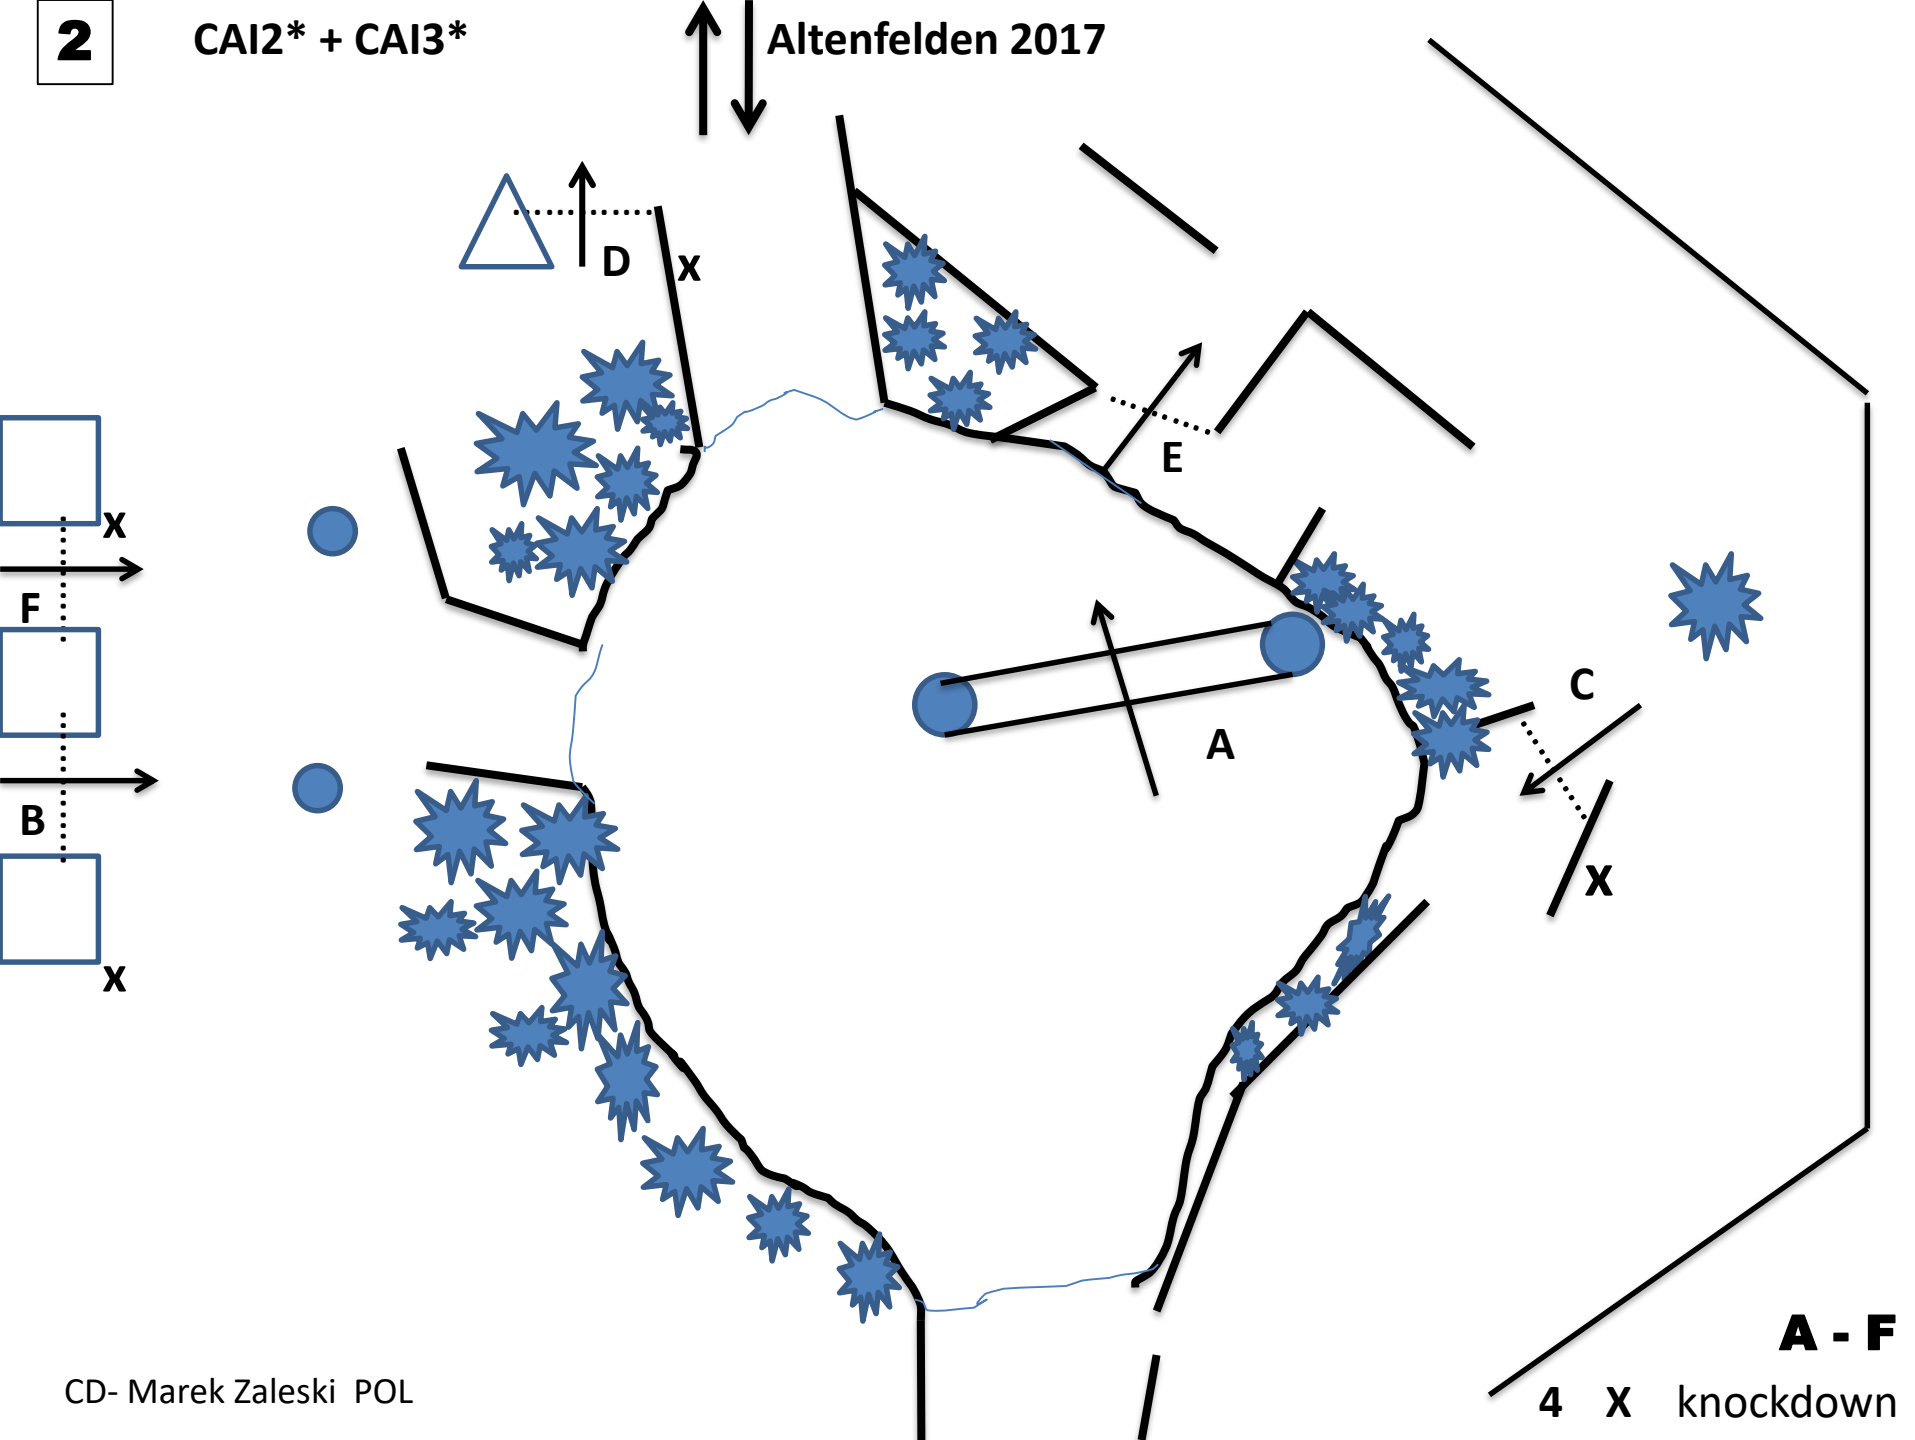 2
CAI2* + CAI3*
Altenfelden 2017
D
x
E
x
F
C
A
B
X
x
A - F
CD- Marek Zaleski POL
4 X knockdown